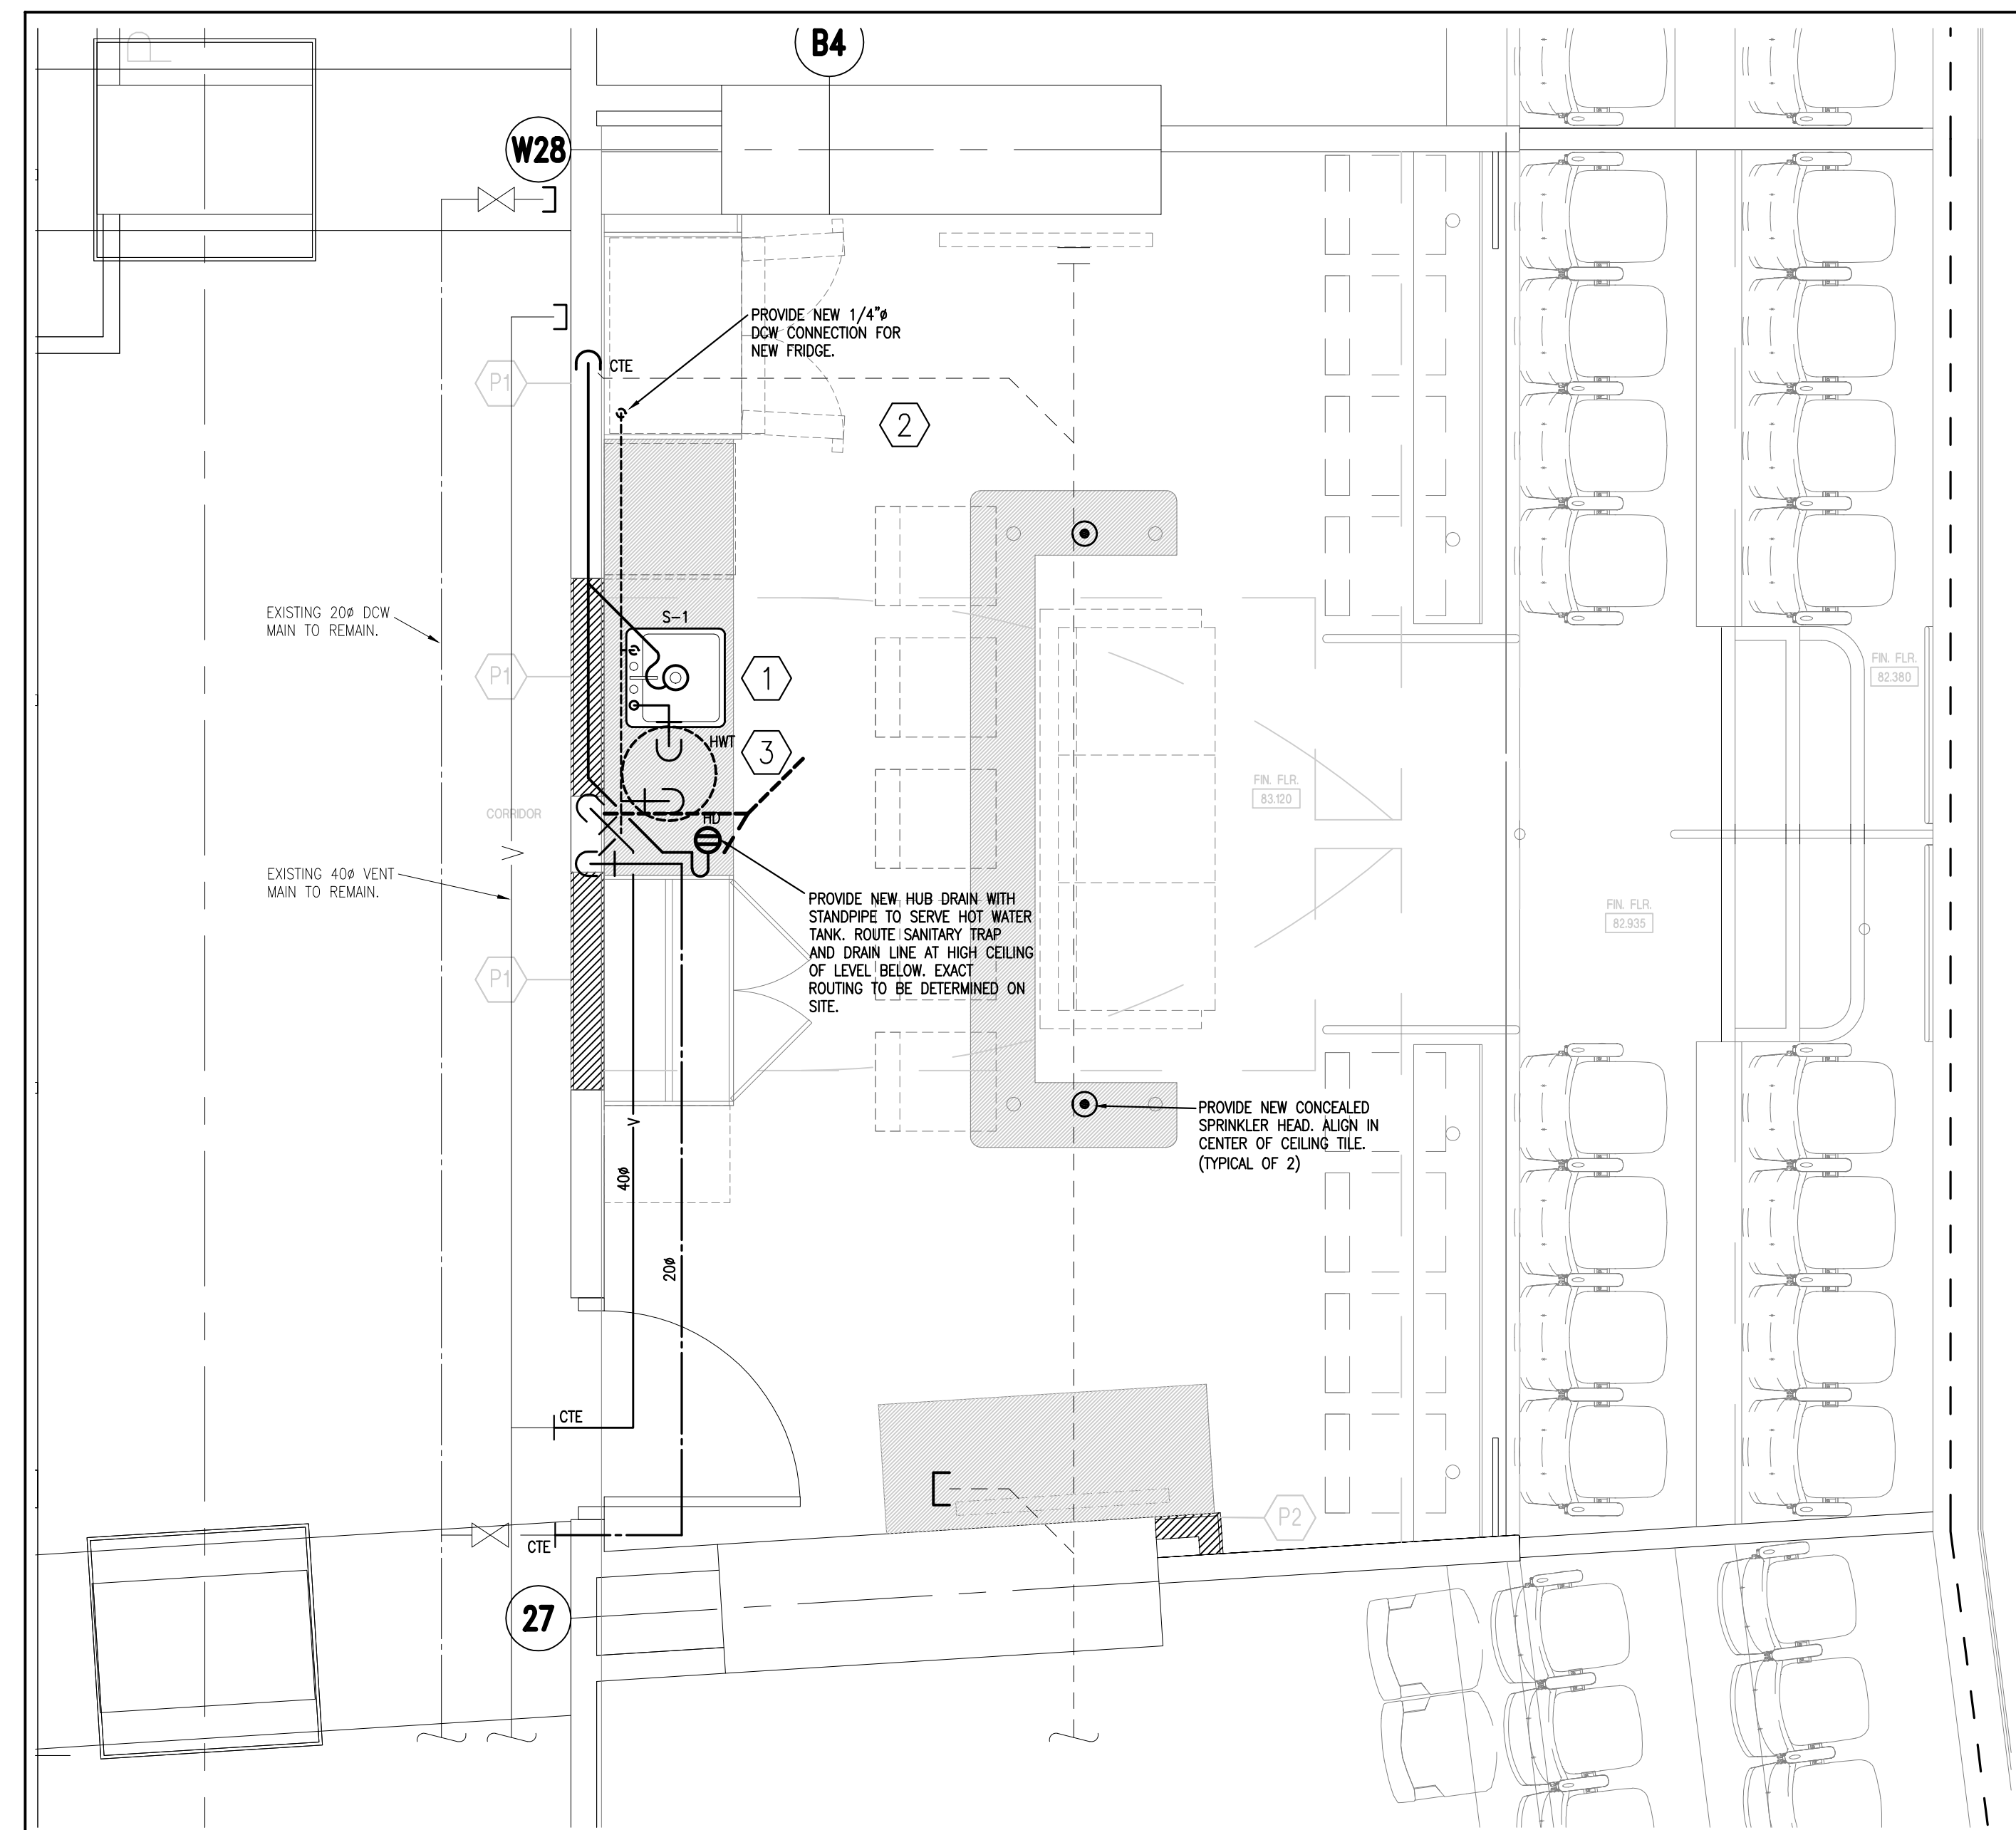 B4
W28
PROVIDE NEW 1/4"ø
DCW CONNECTION FOR
NEW FRIDGE.
CTE
P1
2
EXISTING 20ø DCW
MAIN TO REMAIN.
S-1
P1
1
FIN. FLR.
82.380
HWT
3
FIN. FLR.
83.120
CORRIDOR
HD
V
EXISTING 40ø VENT
MAIN TO REMAIN.
PROVIDE NEW HUB DRAIN WITH
STANDPIPE TO SERVE HOT WATER
TANK. ROUTE SANITARY TRAP
AND DRAIN LINE AT HIGH CEILING
OF LEVEL BELOW. EXACT
ROUTING TO BE DETERMINED ON
SITE.
FIN. FLR.
82.935
P1
V
PROVIDE NEW CONCEALED
SPRINKLER HEAD. ALIGN IN
CENTER OF CEILING TILE.
(TYPICAL OF 2)
40ø
20ø
CTE
P2
CTE
27